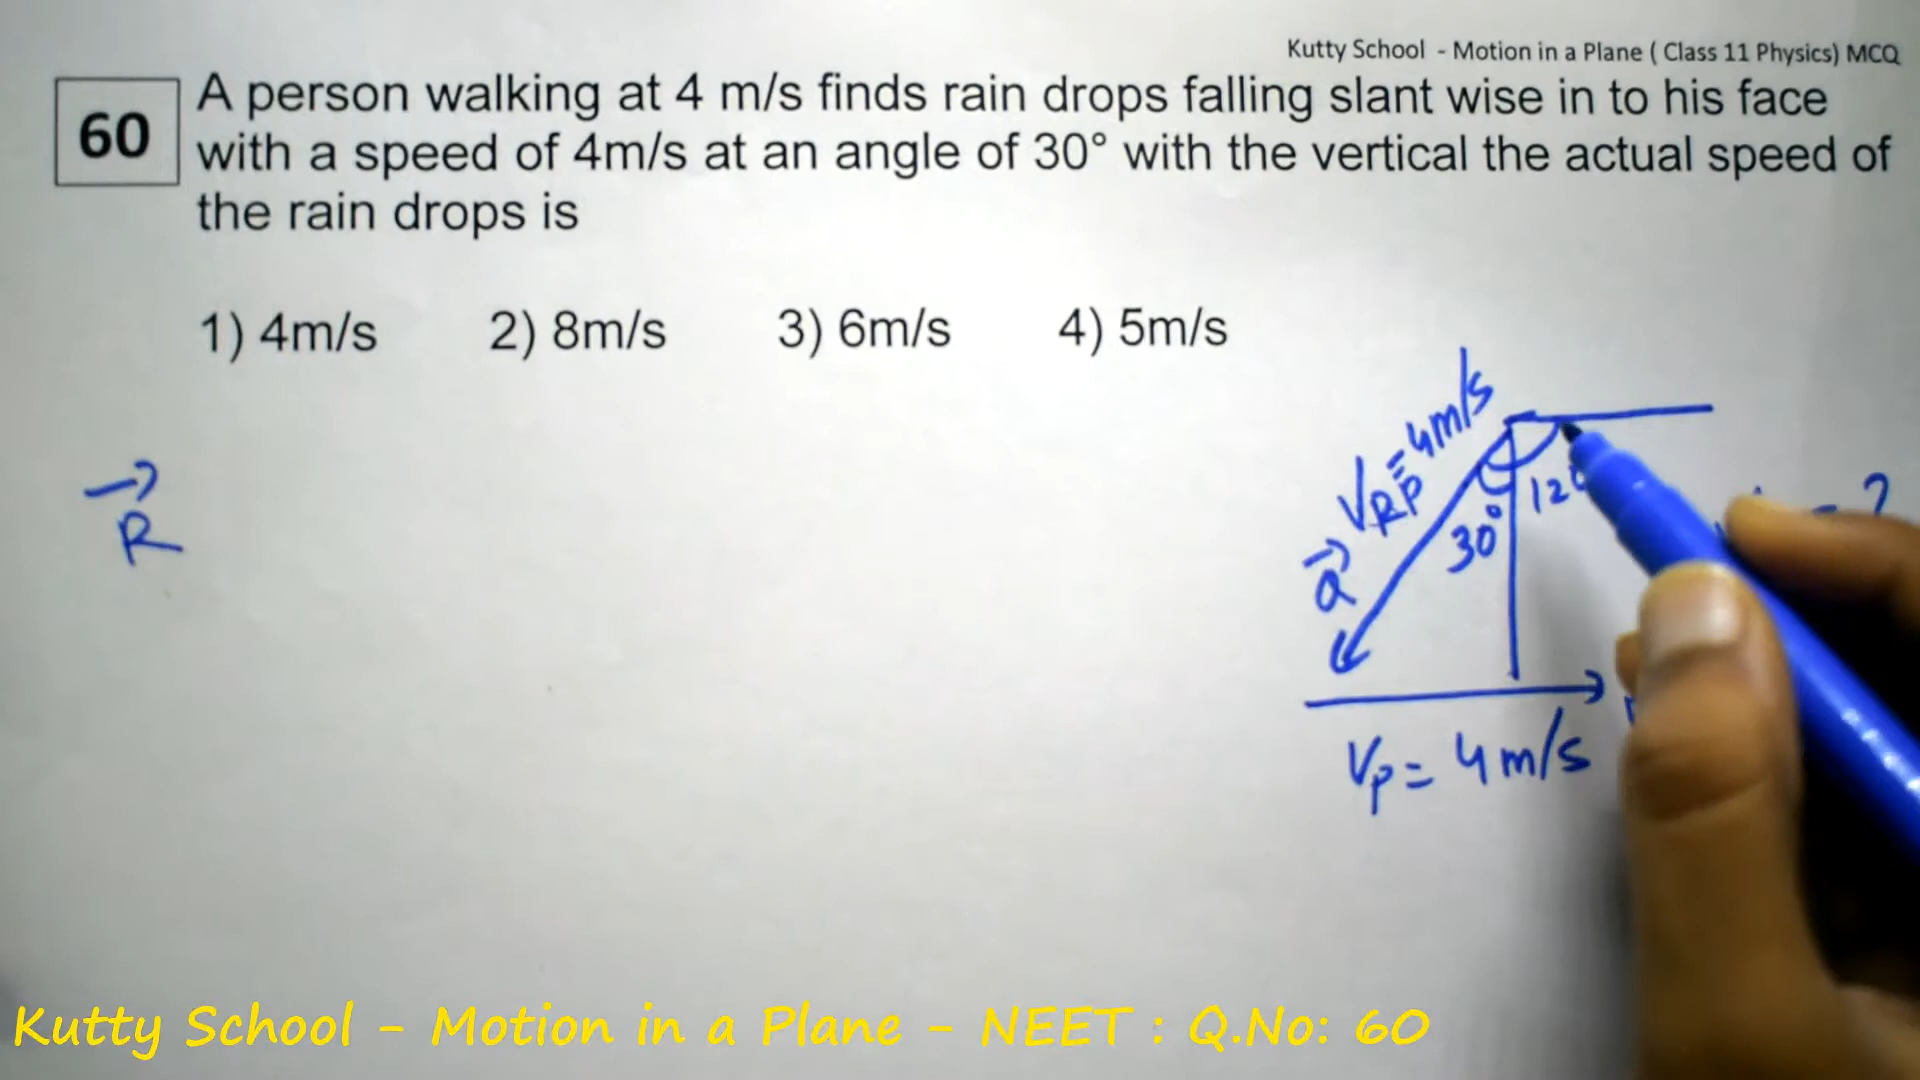 Kutty School - Motion in a Plane ( Class 11 Physics) MCQ
60
A person walking at 4 m/s finds rain drops falling slant wise in to his face
with a speed of 4m/s at an angle of 30° with the vertical the actual speed of
the rain drops is
1) 4m/s 2) 8m/s 3) 6m/s 4) 5m/s
R
V_RP = 4m/s
30° 12
= ?
Q
V_P = 4 m/s
Kutty School - Motion in a Plane - NEET : Q.No: 60